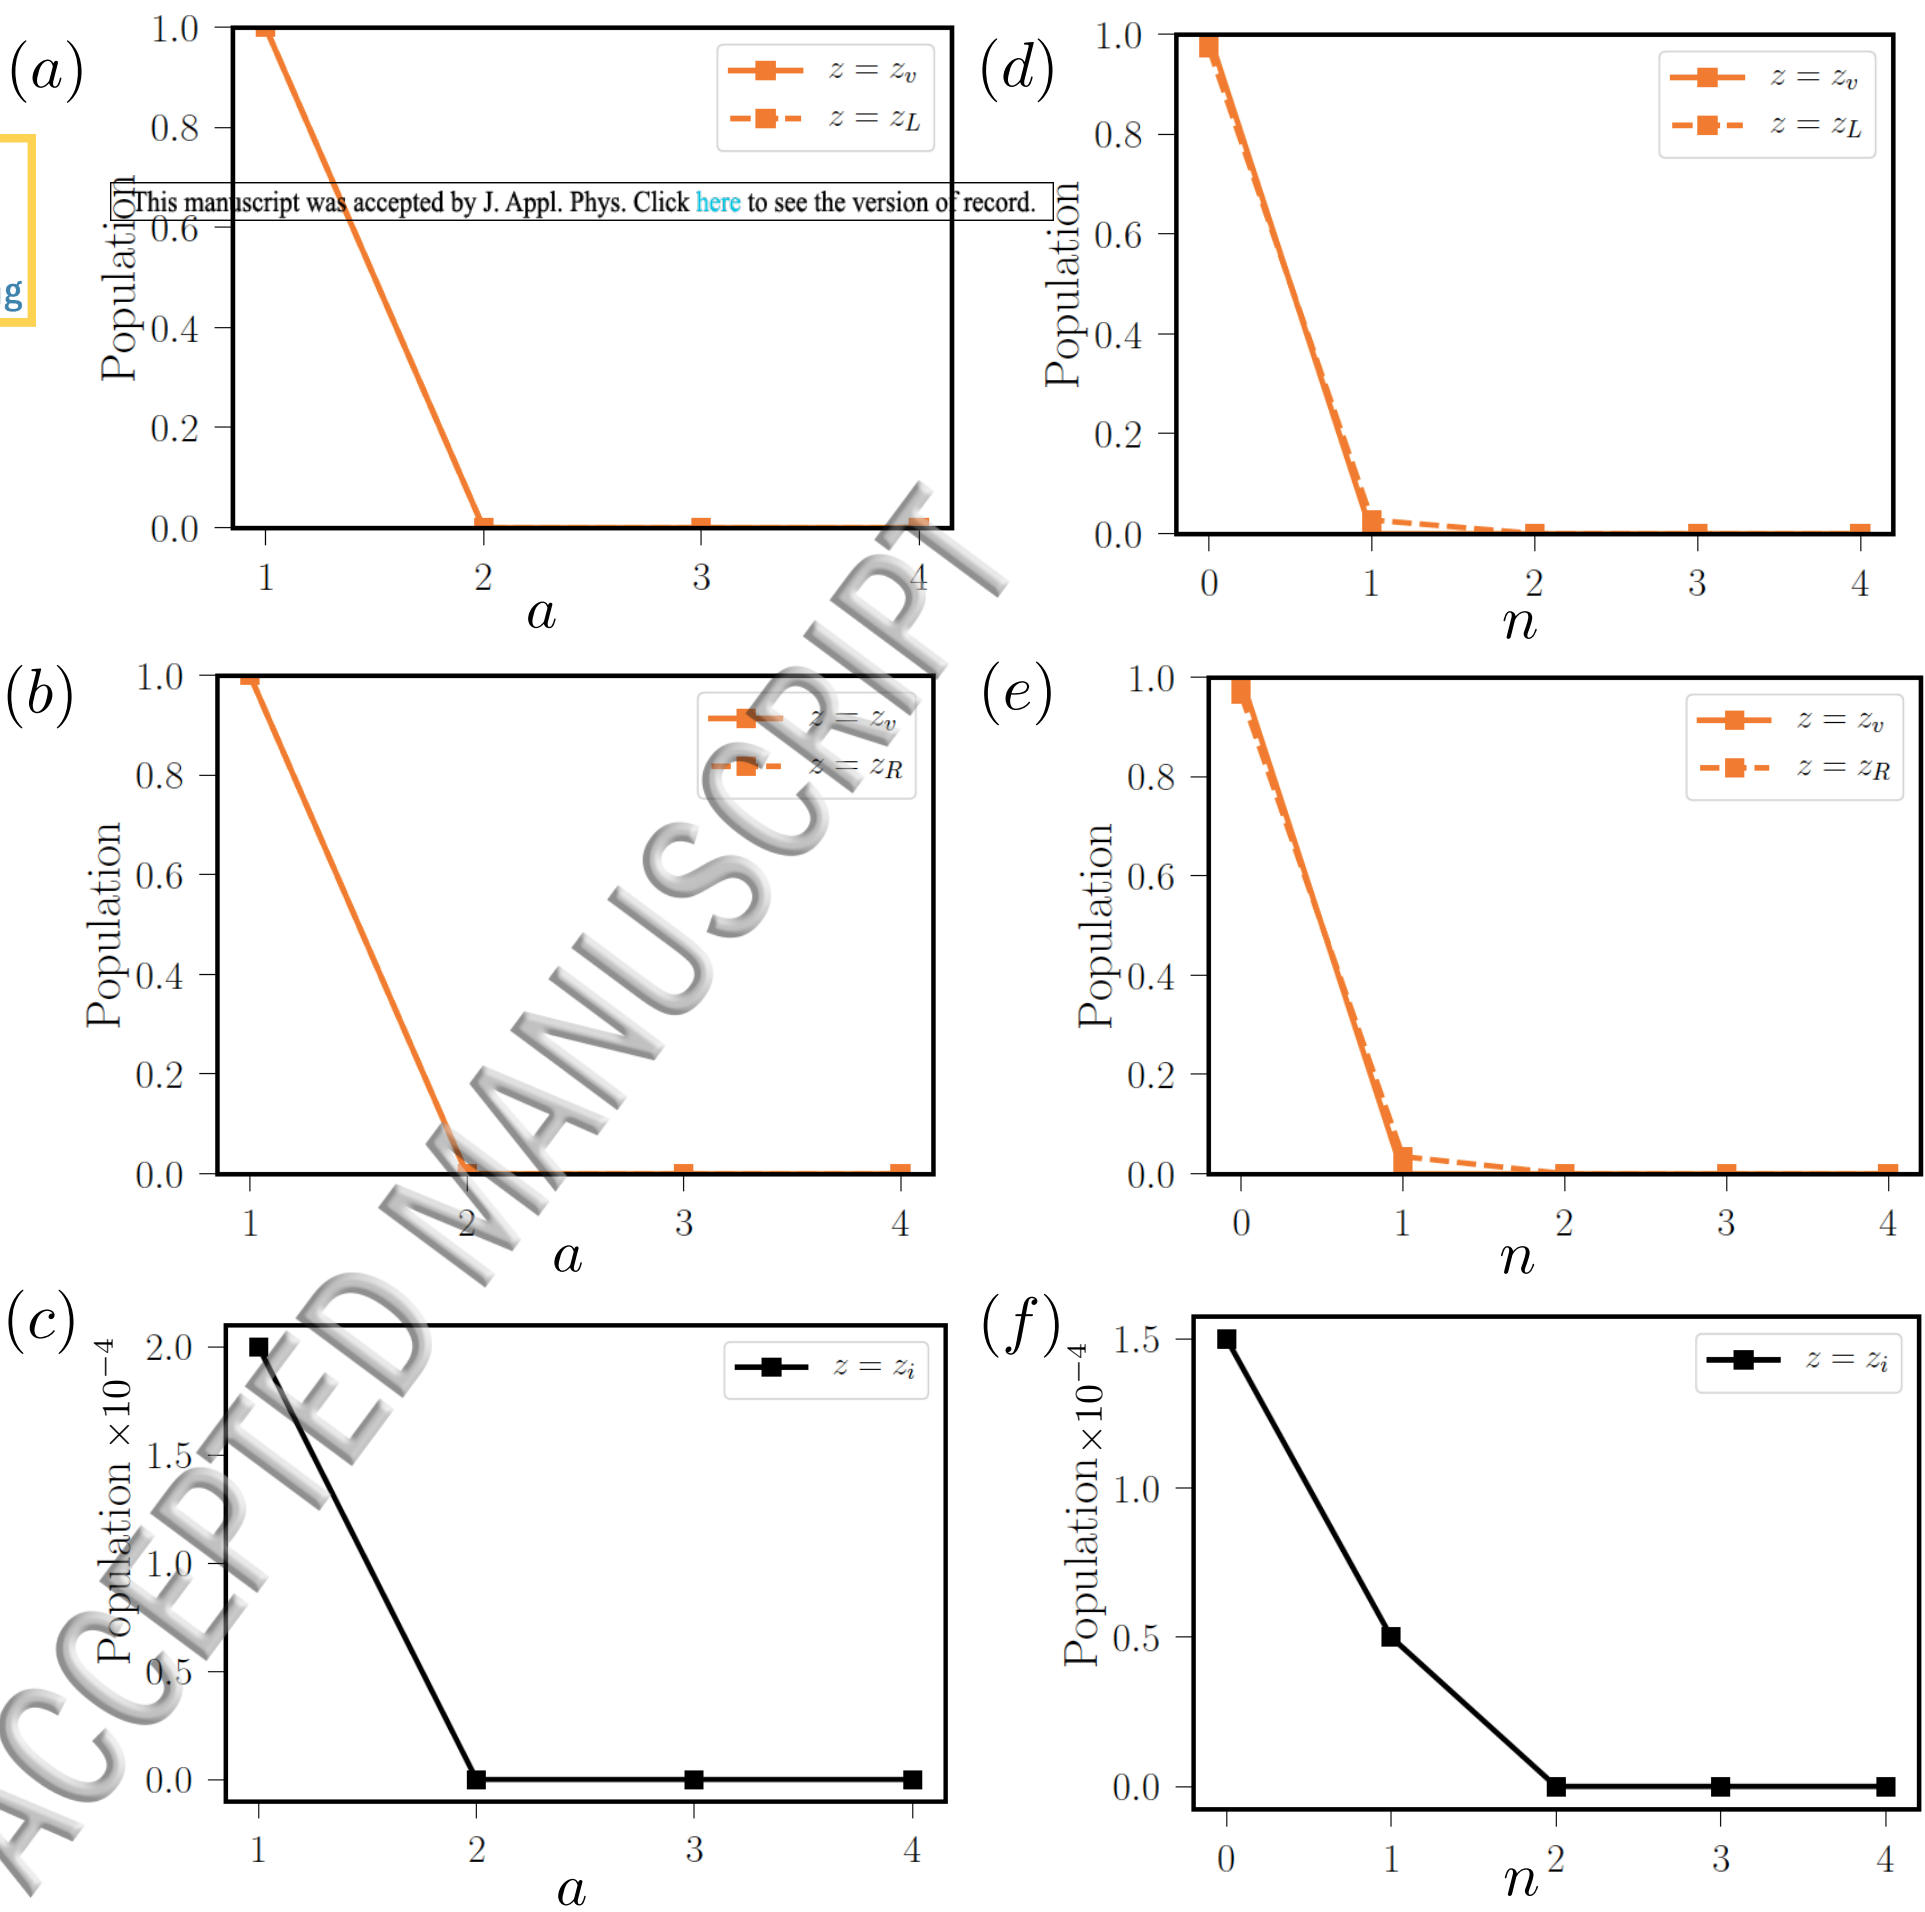 (a)
1.0
0.8
0.6
0.4
0.2
0.0
Population
z = z_v
z = z_L
1 2 3 4
a
(d)
1.0
0.8
0.6
0.4
0.2
0.0
Population
z = z_v
z = z_L
0 1 2 3 4
n
g
This manuscript was accepted by J. Appl. Phys. Click here to see the version of record.
(b)
1.0
0.8
0.6
0.4
0.2
0.0
Population
z = z_v
z = z_R
1 2 3 4
a
(e)
1.0
0.8
0.6
0.4
0.2
0.0
Population
z = z_v
z = z_R
0 1 2 3 4
n
(c)
2.0
1.5
1.0
0.5
0.0
Population ×10⁻⁴
z = z_i
1 2 3 4
a
(f)
1.5
1.0
0.5
0.0
Population ×10⁻⁴
z = z_i
0 1 2 3 4
n
ACCEPTED MANUSCRIPT